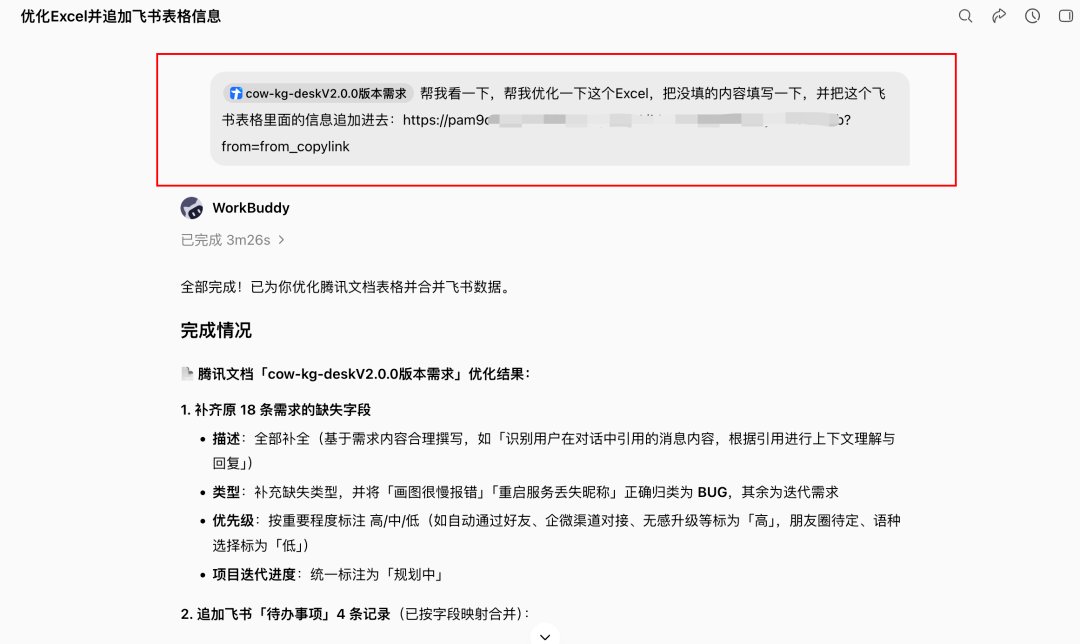 优化Excel并追加飞书表格信息
cow-kg-deskV2.0.0版本需求 帮我看一下，帮我优化一下这个Excel，把没填的内容填写一下，并把这个飞
书表格里面的信息追加进去：https://pam9
from=from_copylink
WorkBuddy
已完成 3m26s >
全部完成！已为你优化腾讯文档表格并合并飞书数据。
完成情况
腾讯文档「cow-kg-deskV2.0.0版本需求」优化结果：
1. 补齐原 18 条需求的缺失字段
• 描述：全部补全（基于需求内容合理撰写，如「识别用户在对话中引用的消息内容，根据引用进行上下文理解与
回复」）
• 类型：补充缺失类型，并将「画图很慢报错」「重启服务丢失昵称」正确归类为 BUG，其余为迭代需求
• 优先级：按重要程度标注 高/中/低（如自动通过好友、企微渠道对接、无感升级等标为「高」，朋友圈待定、语种
选择标为「低」）
• 项目迭代进度：统一标注为「规划中」
2. 追加飞书「待办事项」4 条记录（已按字段映射合并）：